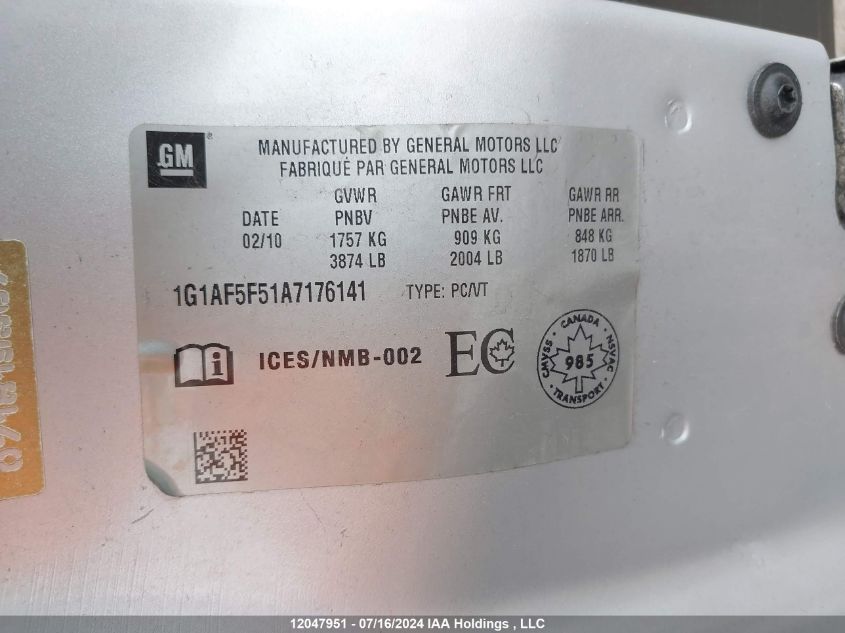 GM
MANUFACTURED BY GENERAL MOTORS LLC
FABRIQUÉ PAR GENERAL MOTORS LLC
GVWR GAWR FRT GAWR RR
DATE PNBV PNBE AV. PNBE ARR.
02/10 1757 KG 909 KG 848 KG
3874 LB 2004 LB 1870 LB
1G1AF5F51A7176141 TYPE: PC/VT
i ICES/NMB-002 EC
CANADA
CMVSS 985 NSVAC
TRANSPORT
12047951 - 07/16/2024 IAA Holdings , LLC